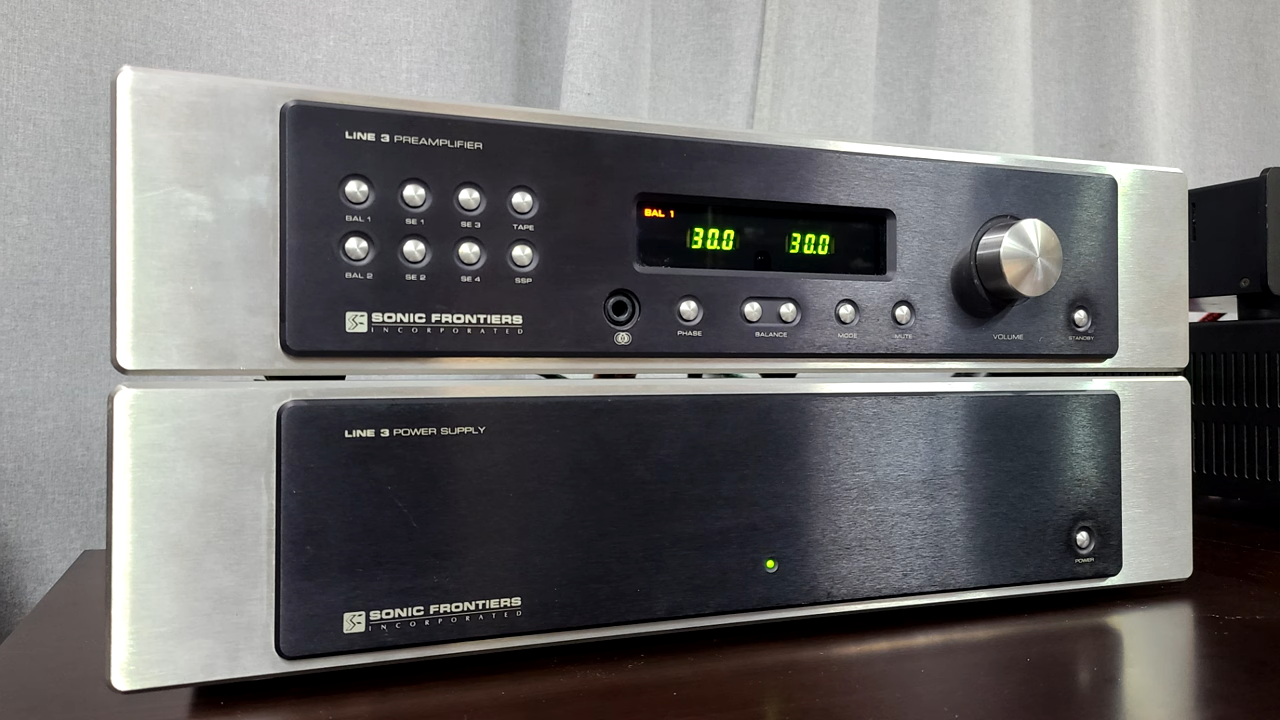 LINE 3 PREAMPLIFIER
BAL 1
SE 1
SE 3
TAPE
BAL 2
SE 2
SE 4
SSP
SONIC FRONTIERS
INCORPORATED
BAL 1
30.0 30.0
PHASE
BALANCE
MODE
MUTE
VOLUME
STANDBY
LINE 3 POWER SUPPLY
SONIC FRONTIERS
INCORPORATED
POWER